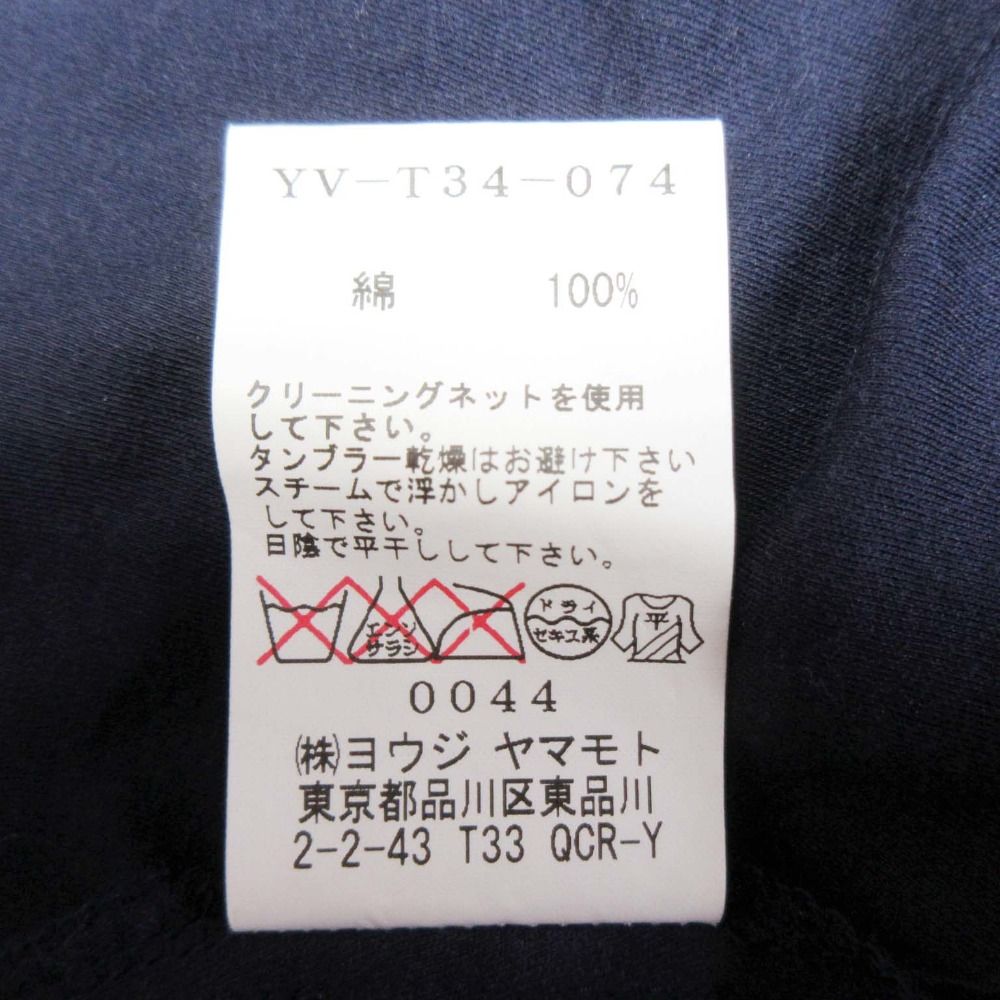 YV-T34-074
綿 100%
クリーニングネットを使用
して下さい。
タンブラー乾燥はお避け下さい
スチームで浮かしアイロンを
して下さい。
日陰で平干しして下さい。
エンソ サラシ ドライ セキユ系 平
0044
㈱ヨウジ ヤマモト
東京都品川区東品川
2-2-43 T33 QCR-Y